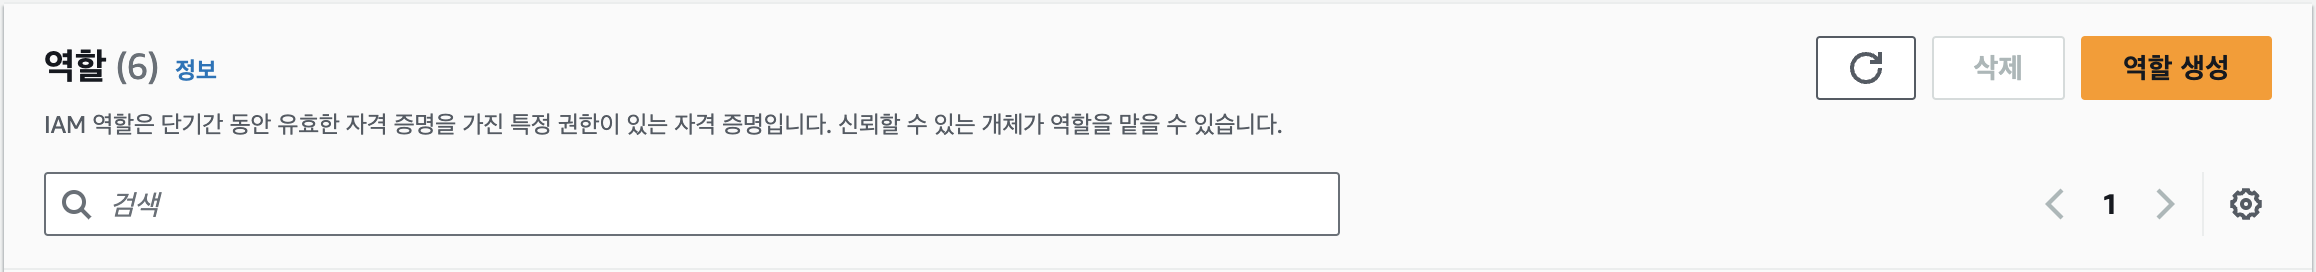 역할 (6) 정보
삭제
역할 생성
IAM 역할은 단기간 동안 유효한 자격 증명을 가진 특정 권한이 있는 자격 증명입니다. 신뢰할 수 있는 개체가 역할을 맡을 수 있습니다.
검색
1